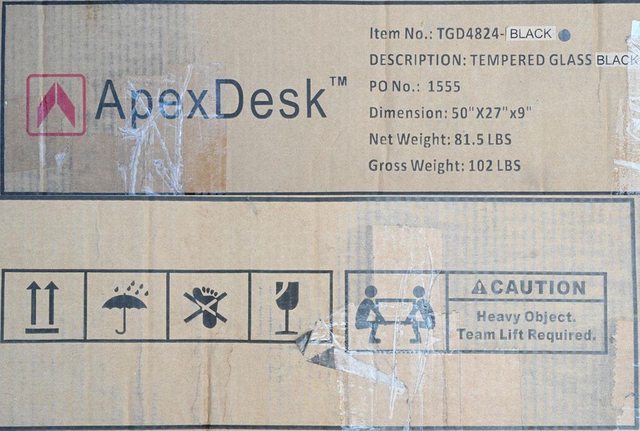 ApexDesk™
Item No.: TGD4824-BLACK
DESCRIPTION: TEMPERED GLASS BLACK
PO No.: 1555
Dimension: 50"X27"x9"
Net Weight: 81.5 LBS
Gross Weight: 102 LBS
CAUTION
Heavy Object.
Team Lift Required.